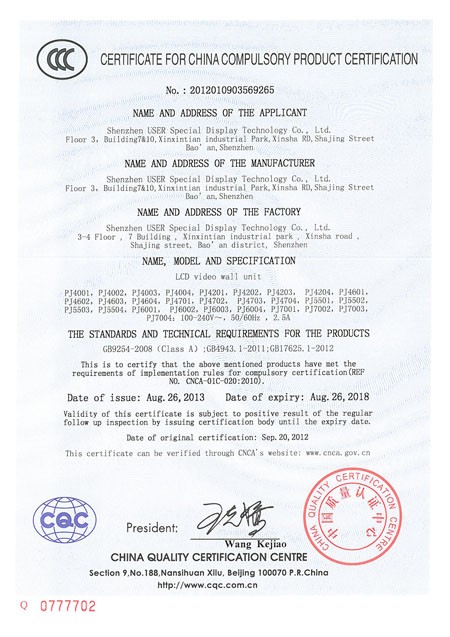 CCC
CERTIFICATE FOR CHINA COMPULSORY PRODUCT CERTIFICATION
No. : 2012010903569265
NAME AND ADDRESS OF THE APPLICANT
Shenzhen USER Special Display Technology Co., Ltd.
Floor 3, Building7&10, Xinxintian industrial Park, Xinsha RD, Shajing Street
Bao'an, Shenzhen
NAME AND ADDRESS OF THE MANUFACTURER
Shenzhen USER Special Display Technology Co., Ltd.
Floor 3, Building7&10, Xinxintian industrial Park, Xinsha RD, Shajing Street
Bao'an, Shenzhen
NAME AND ADDRESS OF THE FACTORY
Shenzhen USER Special Display Technology Co., Ltd.
3-4 Floor , 7 Building , Xinxintian industrial park , Xinsha road ,
Shajing street, Bao'an district, Shenzhen
NAME, MODEL AND SPECIFICATION
LCD video wall unit
PJ4001, PJ4002, PJ4003, PJ4004, PJ4201, PJ4202, PJ4203, PJ4204, PJ4601,
PJ4602, PJ4603, PJ4604, PJ4701, PJ4702, PJ4703, PJ4704, PJ5501, PJ5502,
PJ5503, PJ5504, PJ6001, PJ6002, PJ6003, PJ6004, PJ7001, PJ7002, PJ7003,
PJ7004; 100-240V～, 50/60Hz , 2.5A
THE STANDARDS AND TECHNICAL REQUIREMENTS FOR THE PRODUCTS
GB9254-2008 (Class A) ;GB4943.1-2011;GB17625.1-2012
This is to certify that the above mentioned products have met the
requirements of implementation rules for compulsory certification(REF
NO. CNCA-01C-020:2010).
Date of issue: Aug. 26, 2013 Date of expiry: Aug. 26, 2018
Validity of this certificate is subject to positive result of the regular
follow up inspection by issuing certification body until the expiry date.
Date of original certification: Sep. 20, 2012
This certificate can be verified through CNCA's website: www.cnca.gov.cn
CQC
President:
Wang Kejiao
CHINA QUALITY CERTIFICATION CENTRE
中国质量认证中心
CHINA QUALITY CERTIFICATION CENTRE
Section 9, No.188, Nansihuan Xilu, Beijing 100070 P.R.China
http://www.cqc.com.cn
Q 0777702